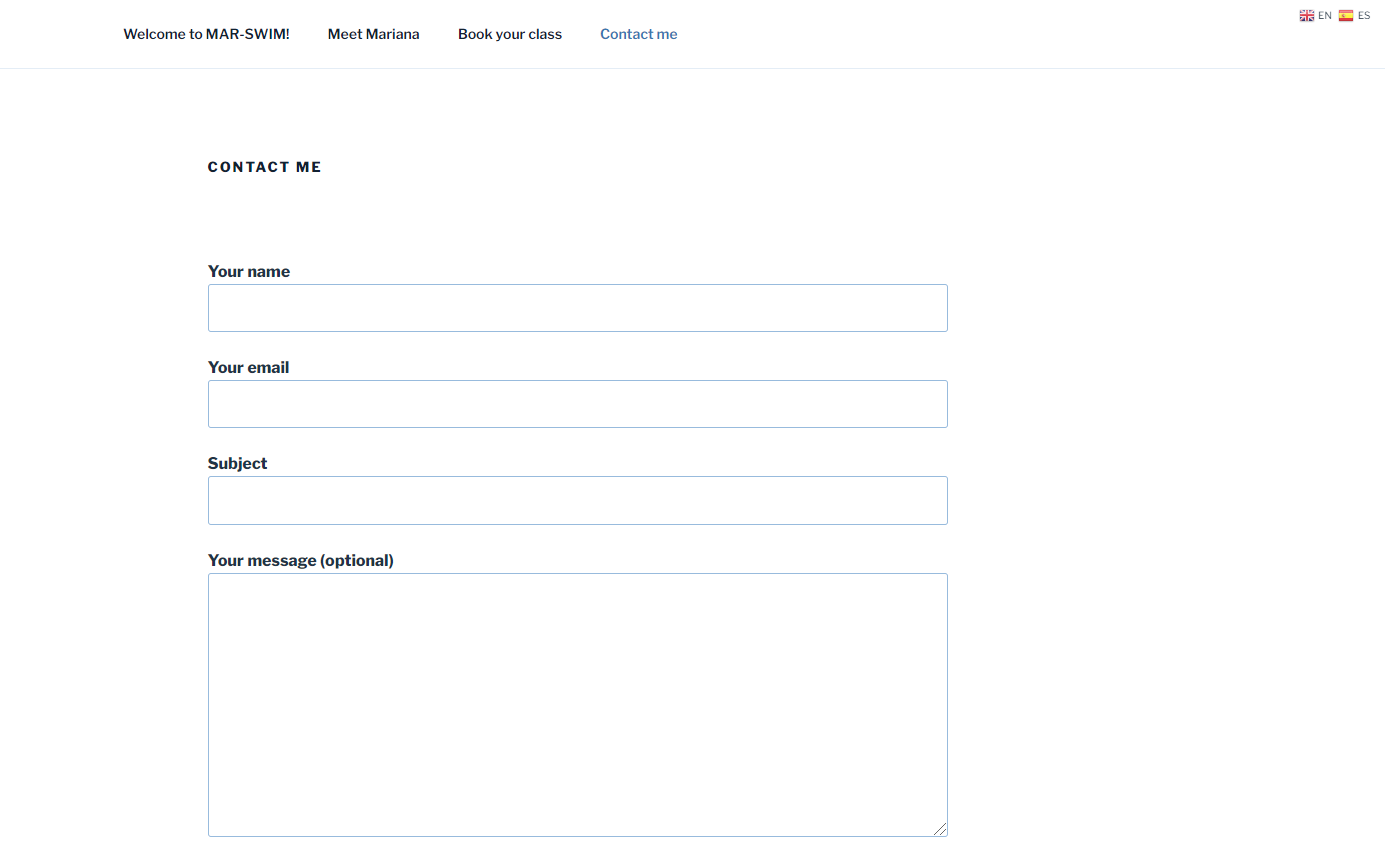 Welcome to MAR-SWIM! Meet Mariana Book your class Contact me EN ES
CONTACT ME
Your name
Your email
Subject
Your message (optional)